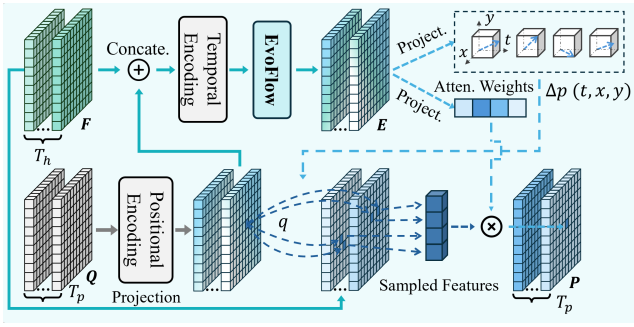 Concate.
Temporal
Encoding
EvoFlow
Project.
Project.
y
x
t
Atten. Weights
Δp (t, x, y)
F
...
T_h
E
...
Positional
Encoding
Q
...
T_p
Projection
...
q
...
Sampled Features
P
...
T_p